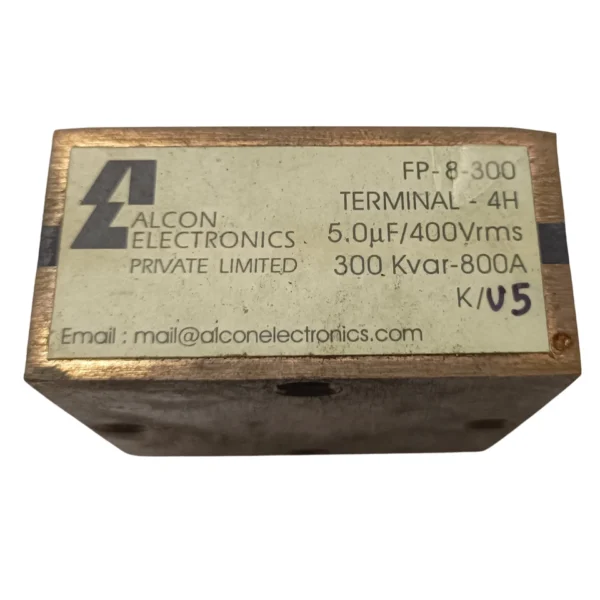 FP-8-300
TERMINAL - 4H
ALCON
ELECTRONICS
PRIVATE LIMITED
5.0µF/400Vrms
300 Kvar-800A
K/U5
Email : mail@alconelectronics.com